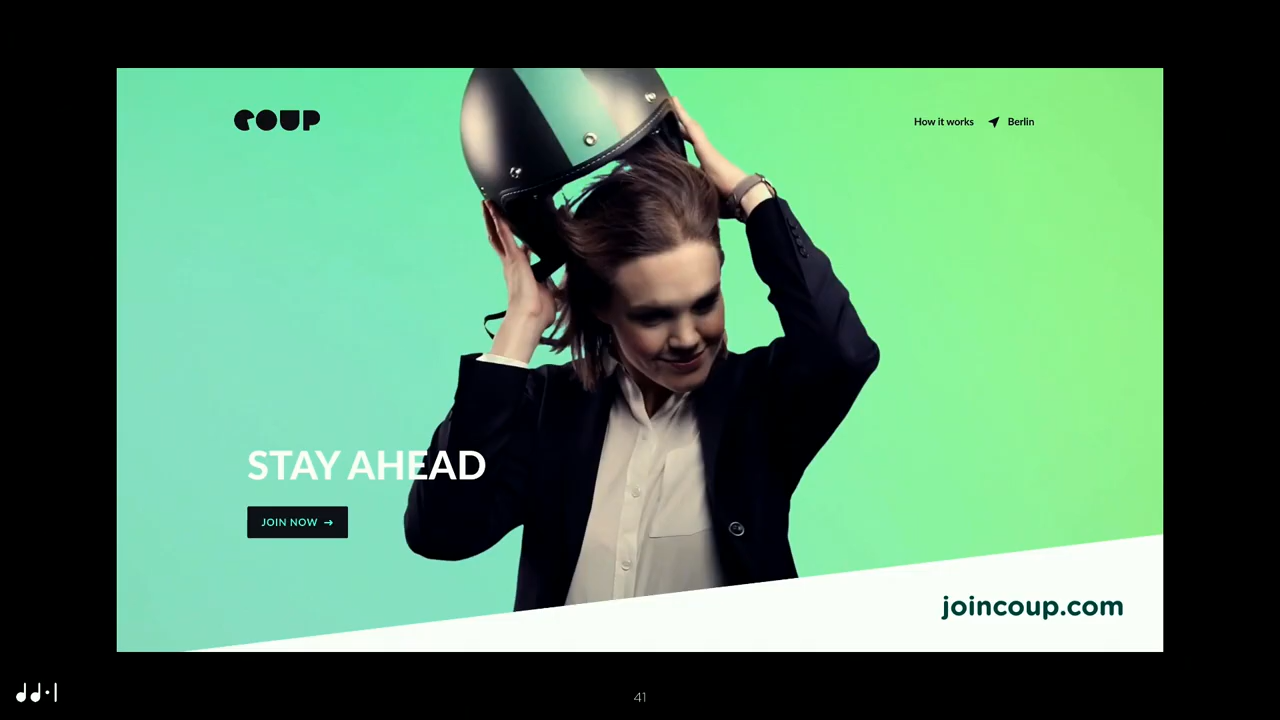 COUP
How it works
Berlin
STAY AHEAD
JOIN NOW →
joincoup.com
41